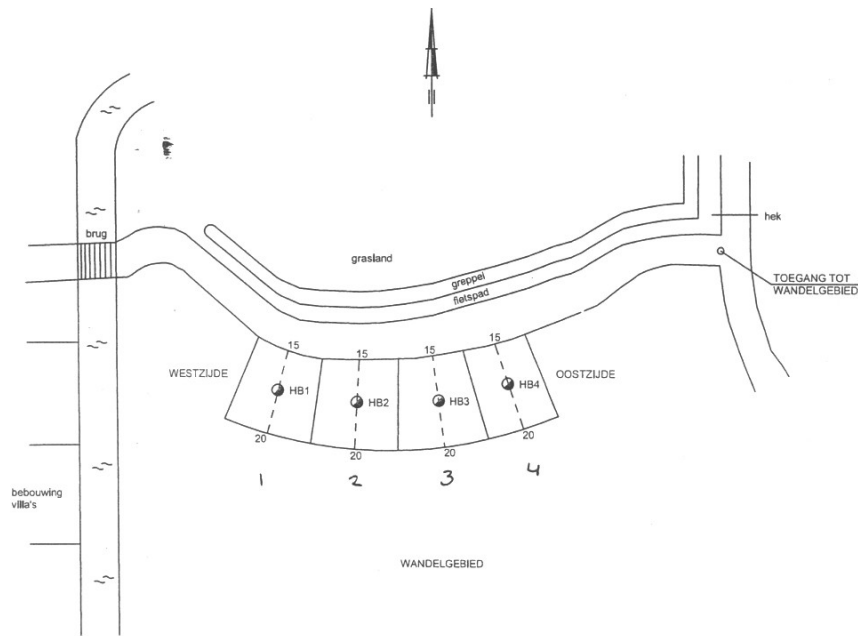 brug
hek
grasland
greppel
fietspad
TOEGANG TOT
WANDELGEBIED
15
15
15
15
WESTZIJDE
OOSTZIJDE
HB1
HB2
HB3
HB4
20
20
20
20
1
2
3
4
bebouwing
villa's
WANDELGEBIED